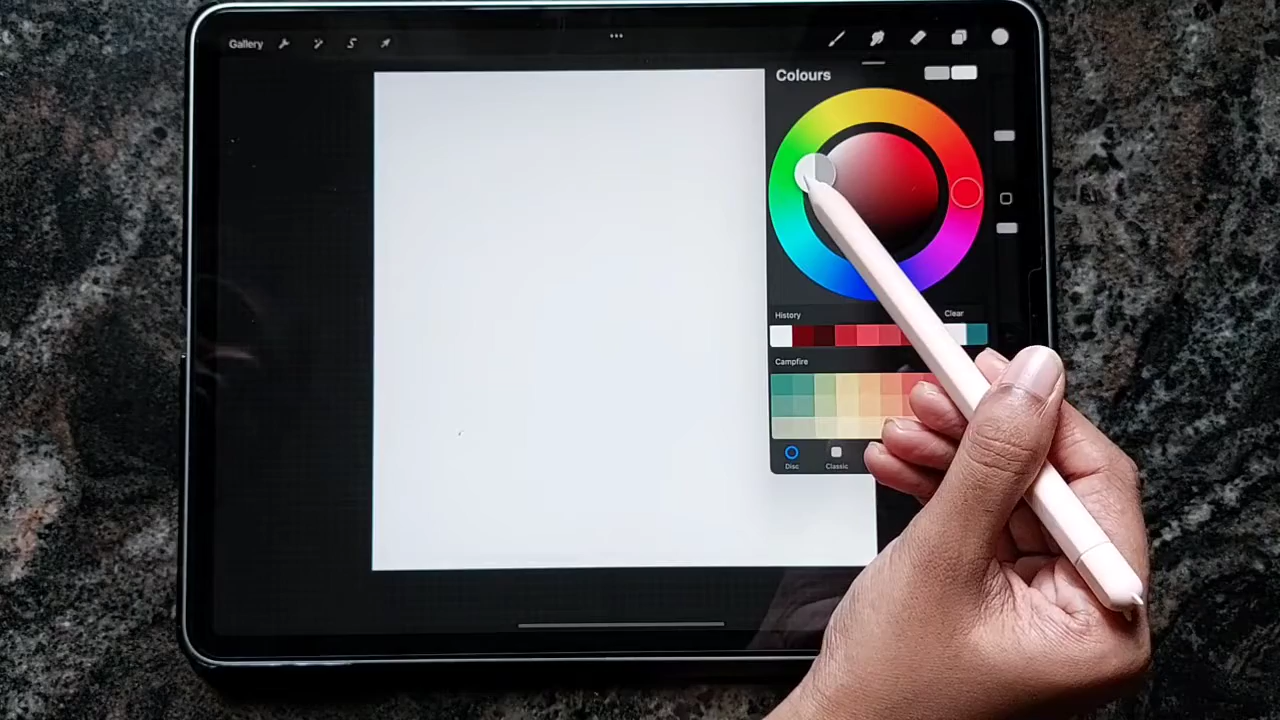 Gallery
Colours
History Clear
Campfire
Disc Classic